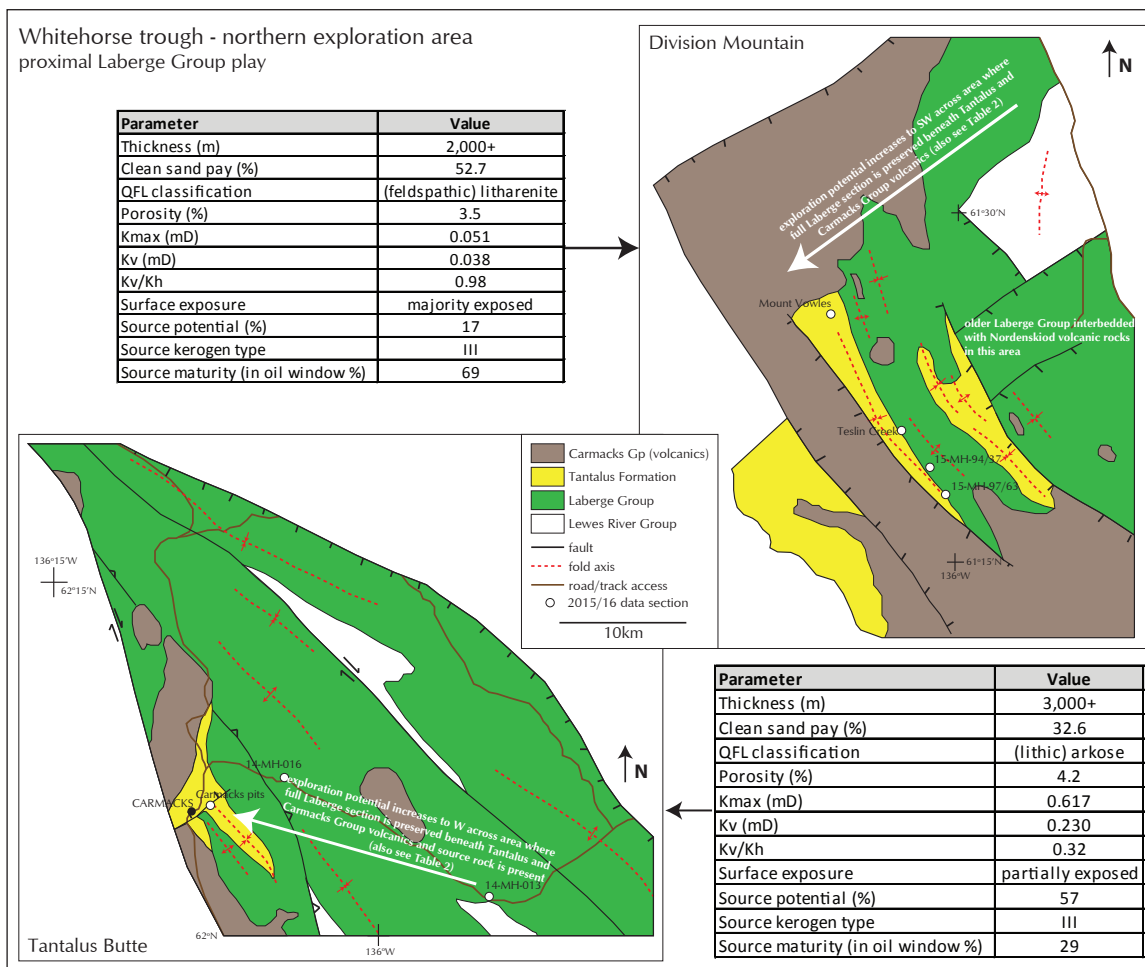 Whitehorse trough - northern exploration area
proximal Laberge Group play
Parameter Value
Thickness (m) 2,000+
Clean sand pay (%) 52.7
QFL classification (feldspathic) litharenite
Porosity (%) 3.5
Kmax (mD) 0.051
Kv (mD) 0.038
Kv/Kh 0.98
Surface exposure majority exposed
Source potential (%) 17
Source kerogen type III
Source maturity (in oil window %) 69
Division Mountain
N
exploration potential increases to SW across area where
full Laberge section is preserved beneath Tantalus and
Carmacks Group volcanics (also see Table 2)
61°30'N
Mount Vowles
older Laberge Group interbedded
with Nordenskiod volcanic rocks
in this area
Teslin Creek
15-MH-94/37
15-MH-97/63
61°15'N
136°W
Carmacks Gp (volcanics)
Tantalus Formation
Laberge Group
Lewes River Group
fault
fold axis
road/track access
2015/16 data section
10km
136°15'W
62°15'N
14-MH-016
Carmacks pits
CARMACKS
exploration potential increases to W across area where
full Laberge section is preserved beneath Tantalus and
Carmacks Group volcanics and source rock is present
(also see Table 2)
14-MH-013
N
62°N
136°W
Tantalus Butte
Parameter Value
Thickness (m) 3,000+
Clean sand pay (%) 32.6
QFL classification (lithic) arkose
Porosity (%) 4.2
Kmax (mD) 0.617
Kv (mD) 0.230
Kv/Kh 0.32
Surface exposure partially exposed
Source potential (%) 57
Source kerogen type III
Source maturity (in oil window %) 29